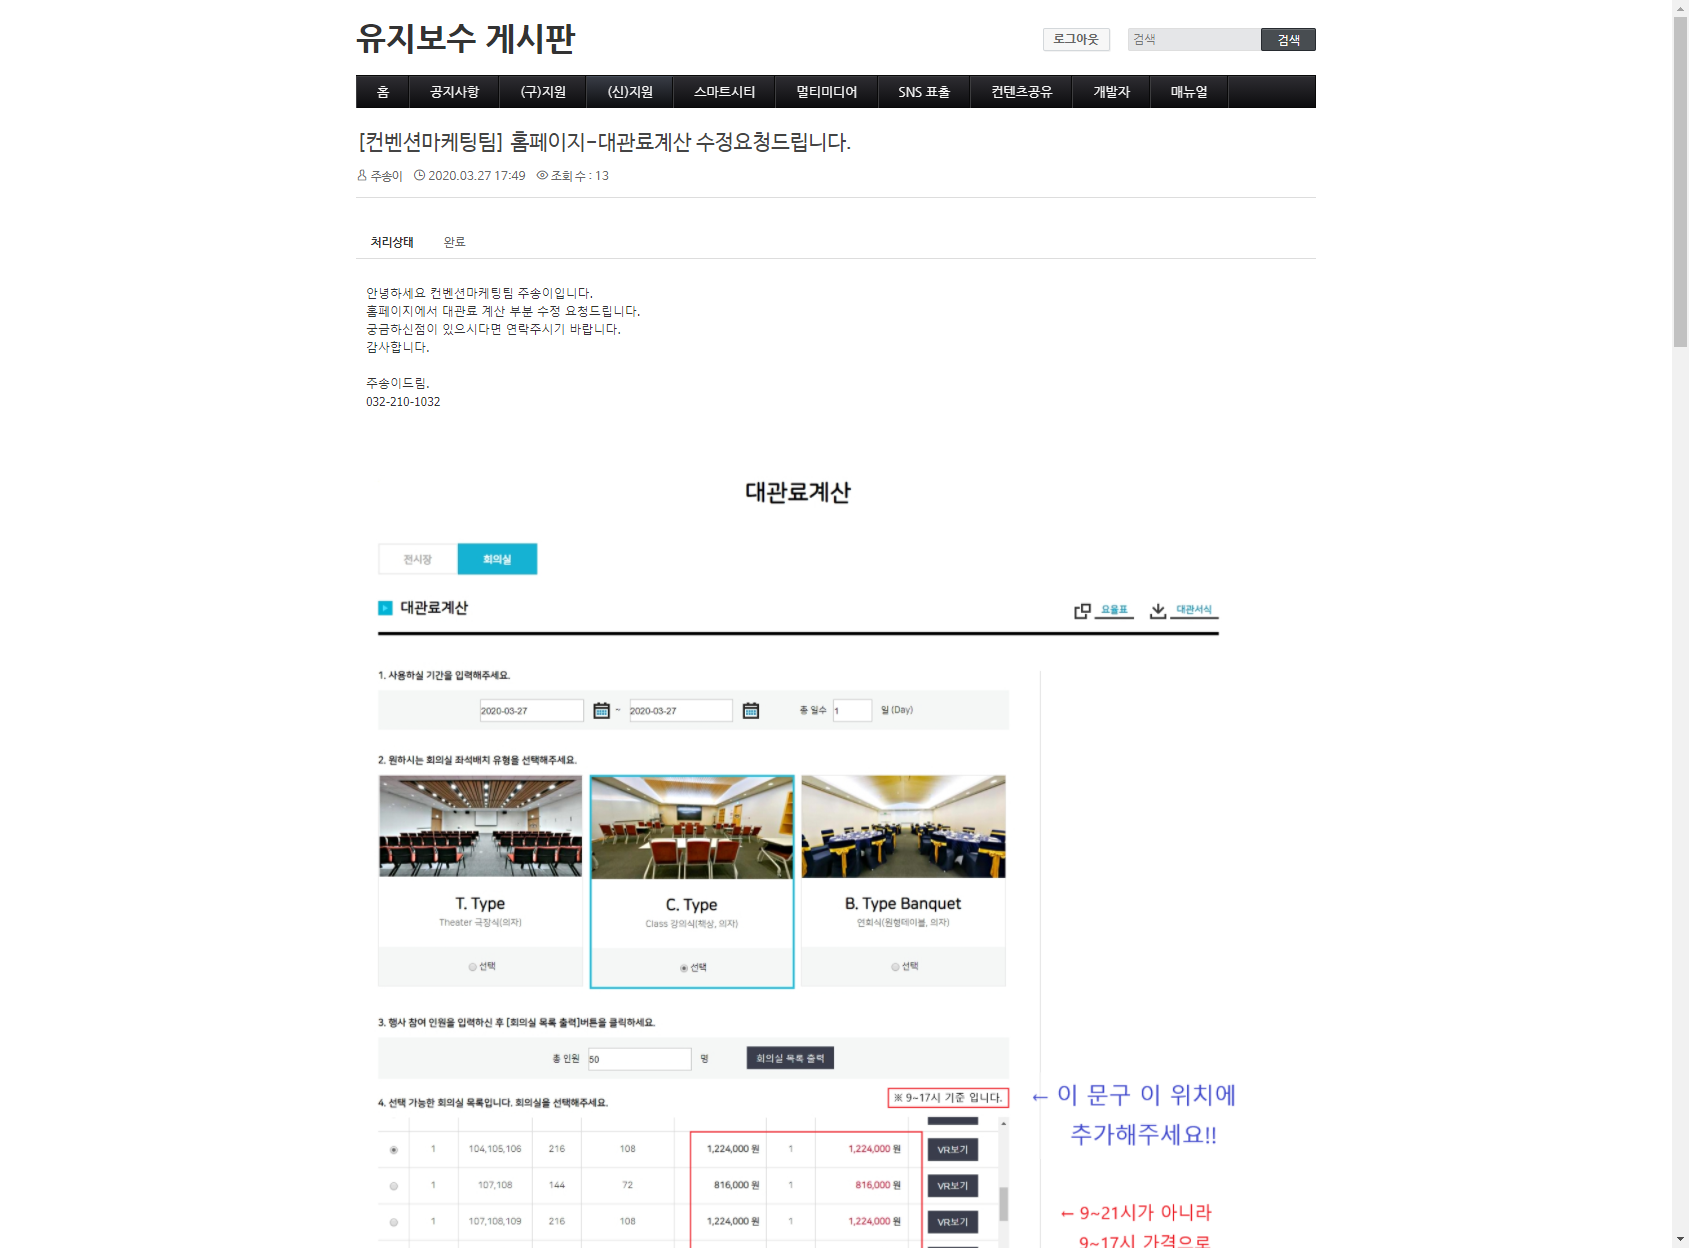 유지보수 게시판
로그아웃 검색 검색
홈 공지사항 (구)지원 (신)지원 스마트시티 멀티미디어 SNS 표출 컨텐츠공유 개발자 매뉴얼
[컨벤션마케팅팀] 홈페이지-대관료계산 수정요청드립니다.
주송이 2020.03.27 17:49 조회 수 : 13
처리상태 완료
안녕하세요 컨벤션마케팅팀 주송이입니다.
홈페이지에서 대관료 계산 부분 수정 요청드립니다.
궁금하신점이 있으시다면 연락주시기 바랍니다.
감사합니다.
주송이드림.
032-210-1032
대관료계산
전시장 회의실
대관료계산 요율표 대관서식
1. 사용하실 기간을 입력해주세요.
2020-03-27 ~ 2020-03-27 총 일수 1 일 (Day)
2. 원하시는 회의실 좌석배치 유형을 선택해주세요.
T. Type C. Type B. Type Banquet
Theater 극장식(의자) Class 강의식(책상, 의자) 연회식(원형테이블, 의자)
선택 선택 선택
3. 행사 참여 인원을 입력하신 후 [회의실 목록 출력]버튼을 클릭하세요.
총 인원 50 명 회의실 목록 출력
4. 선택 가능한 회의실 목록입니다. 회의실을 선택해주세요. ※ 9~17시 기준 입니다. ← 이 문구 이 위치에
추가해주세요!!
1 104,105,106 216 108 1,224,000 원 1 1,224,000 원 VR보기
1 107,108 144 72 816,000 원 1 816,000 원 VR보기
1 107,108,109 216 108 1,224,000 원 1 1,224,000 원 VR보기
← 9~21시가 아니라
9~17시 가격으로